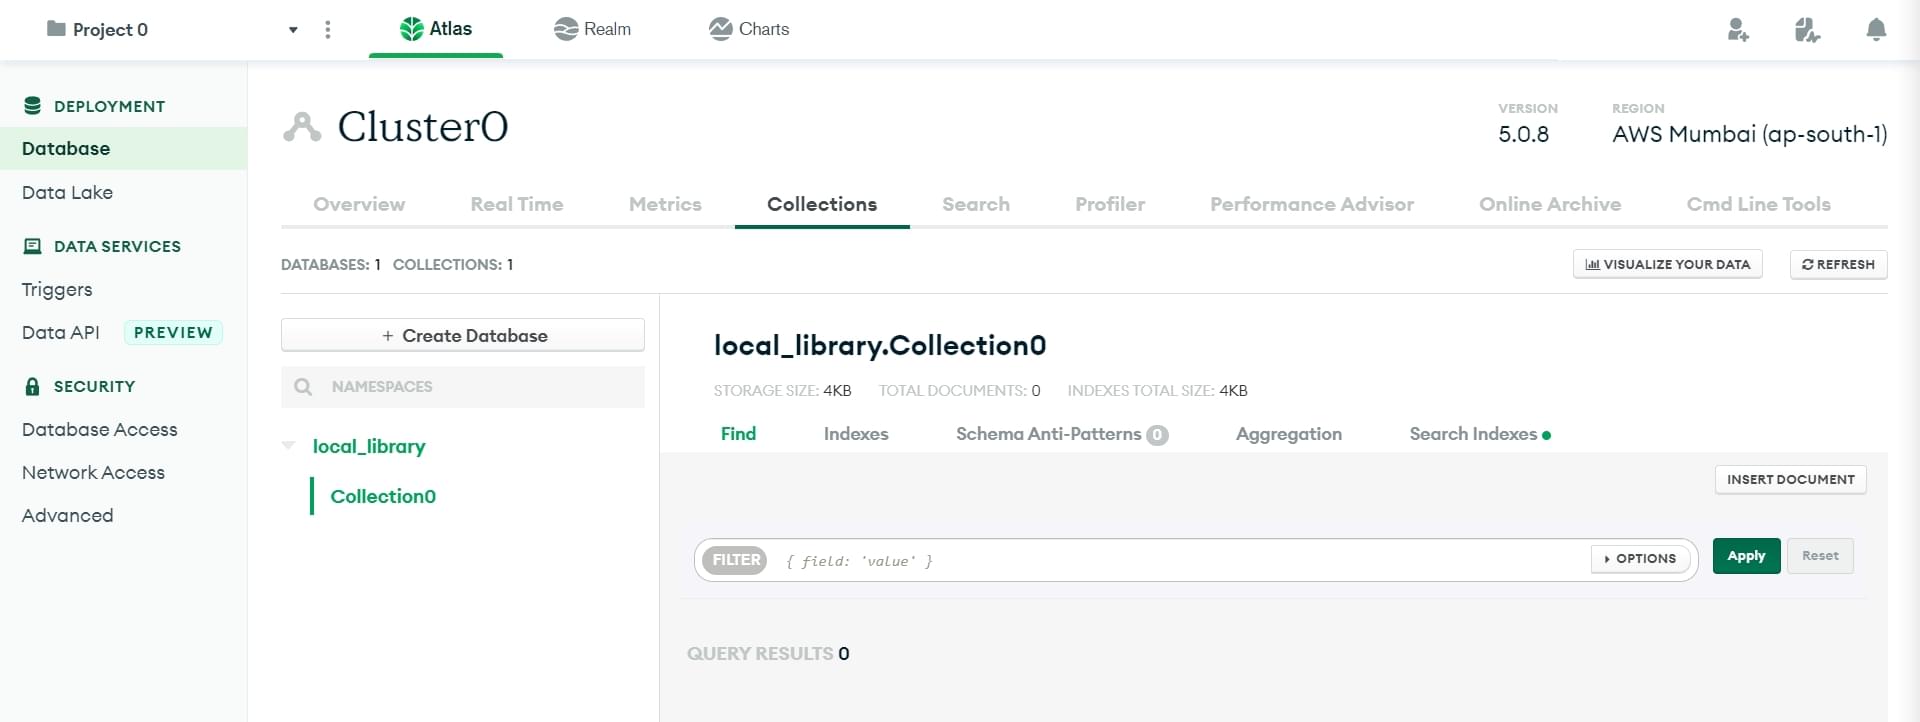 Project 0
Atlas
Realm
Charts
DEPLOYMENT
Database
Data Lake
DATA SERVICES
Triggers
Data API PREVIEW
SECURITY
Database Access
Network Access
Advanced
Cluster0
VERSION
5.0.8
REGION
AWS Mumbai (ap-south-1)
Overview Real Time Metrics Collections Search Profiler Performance Advisor Online Archive Cmd Line Tools
DATABASES: 1 COLLECTIONS: 1
VISUALIZE YOUR DATA
REFRESH
+ Create Database
NAMESPACES
local_library
Collection0
local_library.Collection0
STORAGE SIZE: 4KB TOTAL DOCUMENTS: 0 INDEXES TOTAL SIZE: 4KB
Find Indexes Schema Anti-Patterns 0 Aggregation Search Indexes
INSERT DOCUMENT
FILTER { field: 'value' } OPTIONS Apply Reset
QUERY RESULTS 0